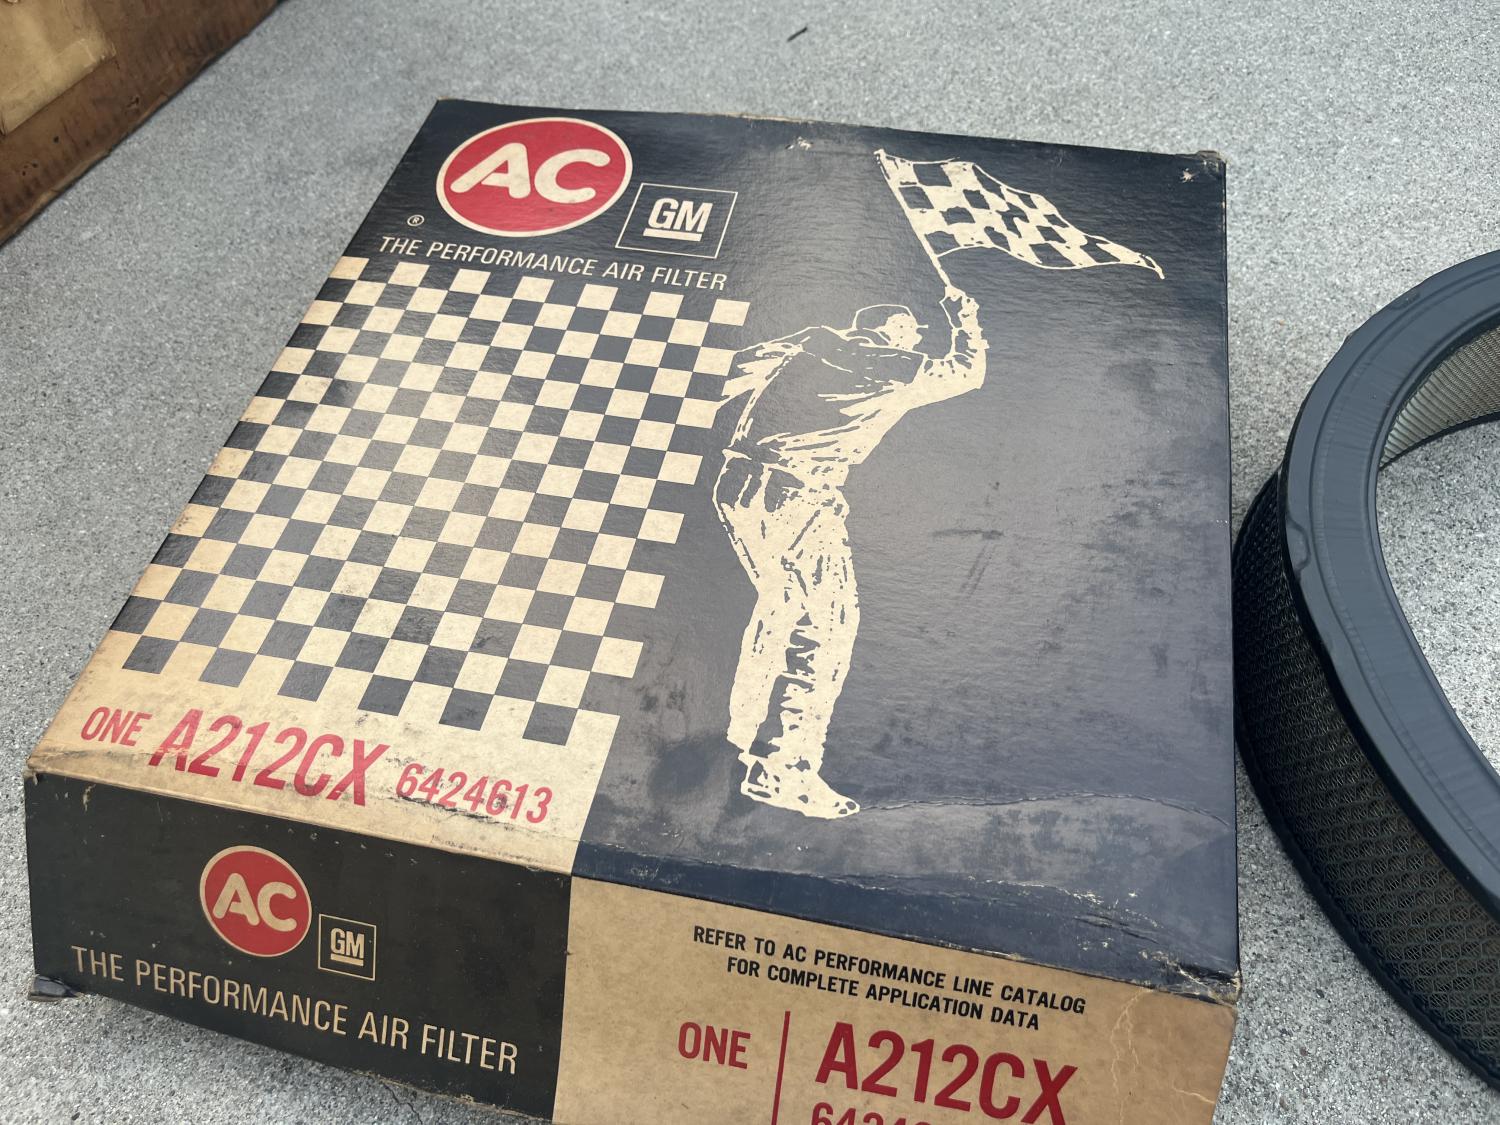 AC
GM
®
THE PERFORMANCE AIR FILTER
ONE A212CX 6424613
AC
GM
THE PERFORMANCE AIR FILTER
REFER TO AC PERFORMANCE LINE CATALOG
FOR COMPLETE APPLICATION DATA
ONE
A212CX